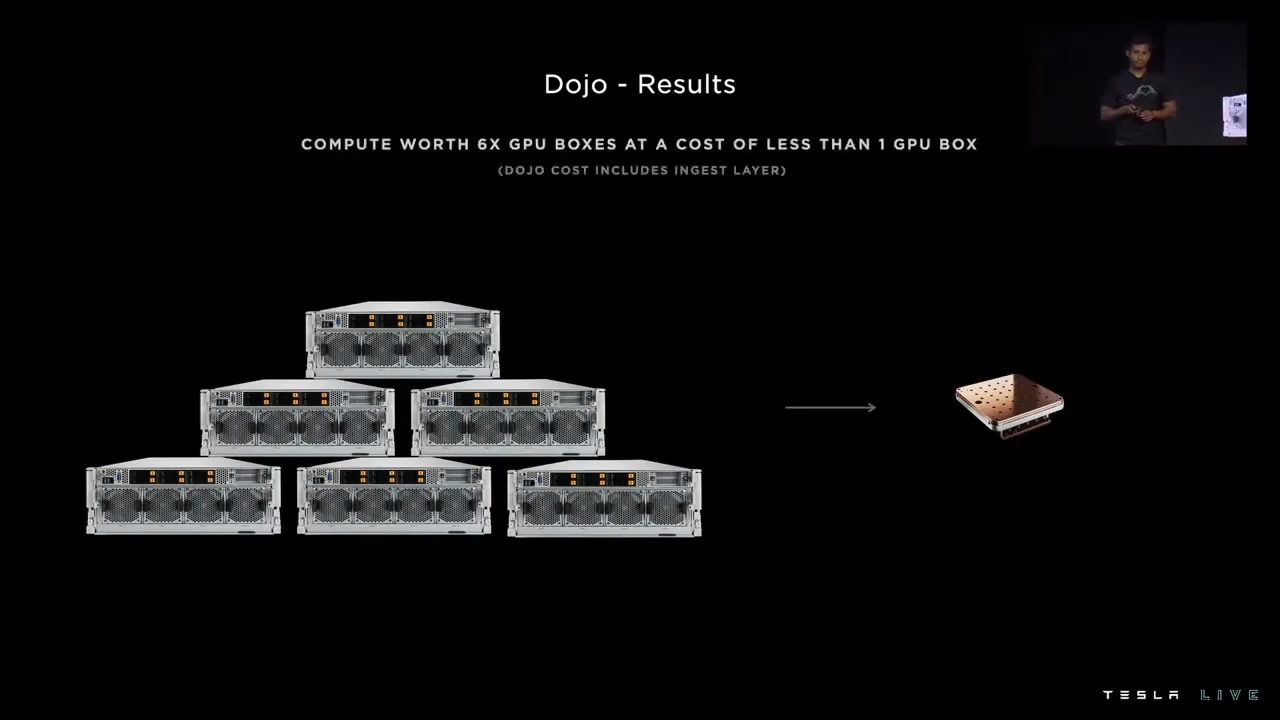 Dojo - Results
COMPUTE WORTH 6X GPU BOXES AT A COST OF LESS THAN 1 GPU BOX
(DOJO COST INCLUDES INGEST LAYER)
TESLA LIVE